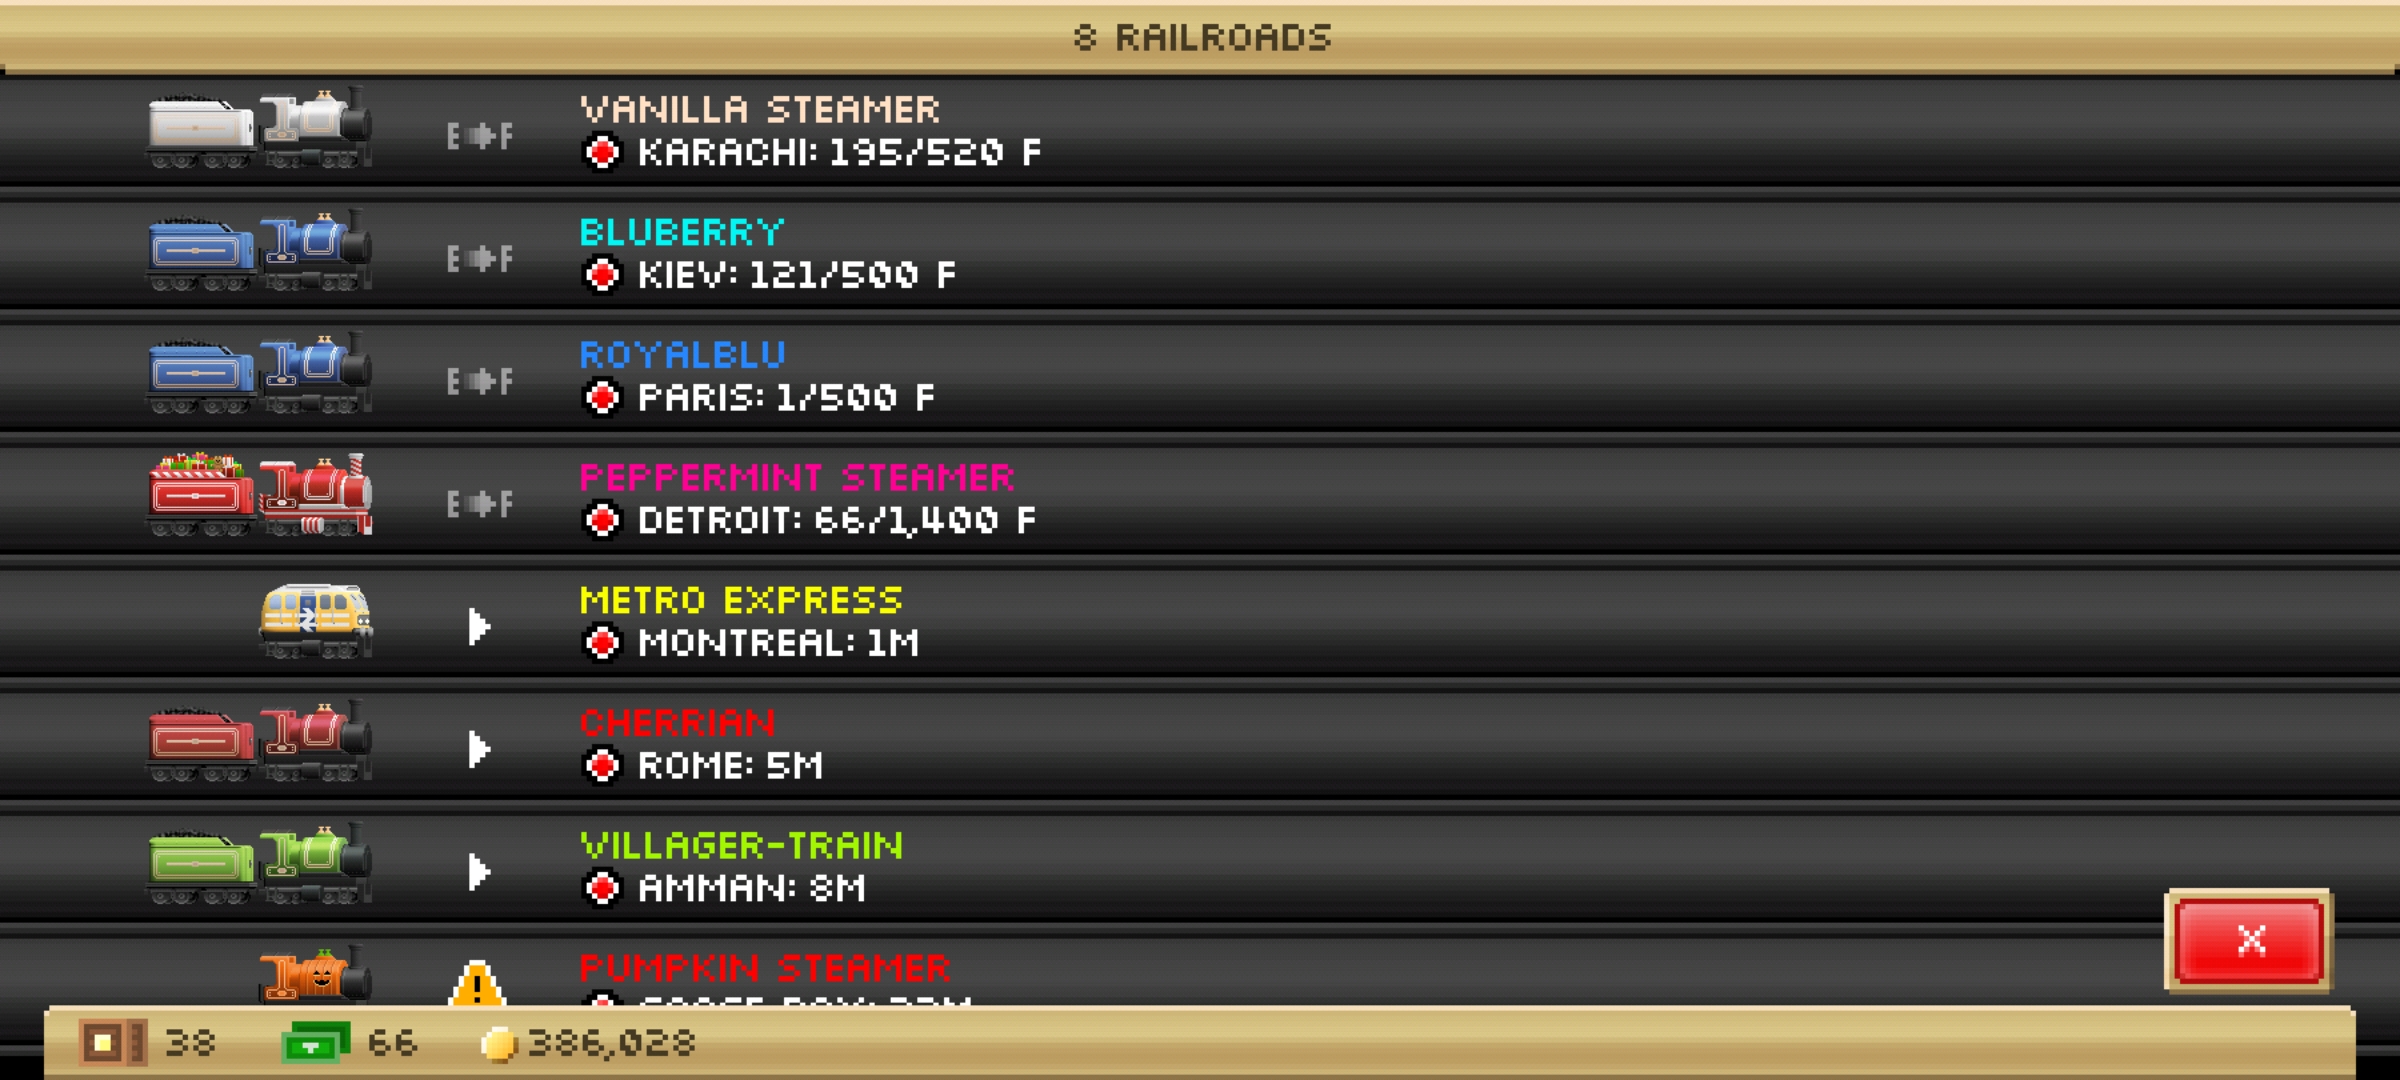 8 RAILROADS
VANILLA STEAMER
E F
KARACHI: 195/520 F
BLUBERRY
E F
KIEV: 121/500 F
ROYALBLU
E F
PARIS: 1/500 F
PEPPERMINT STEAMER
E F
DETROIT: 66/1,400 F
METRO EXPRESS
MONTREAL: 1M
CHERRIAN
ROME: 5M
VILLAGER-TRAIN
AMMAN: 8M
PUMPKIN STEAMER
X
38 66 386,028